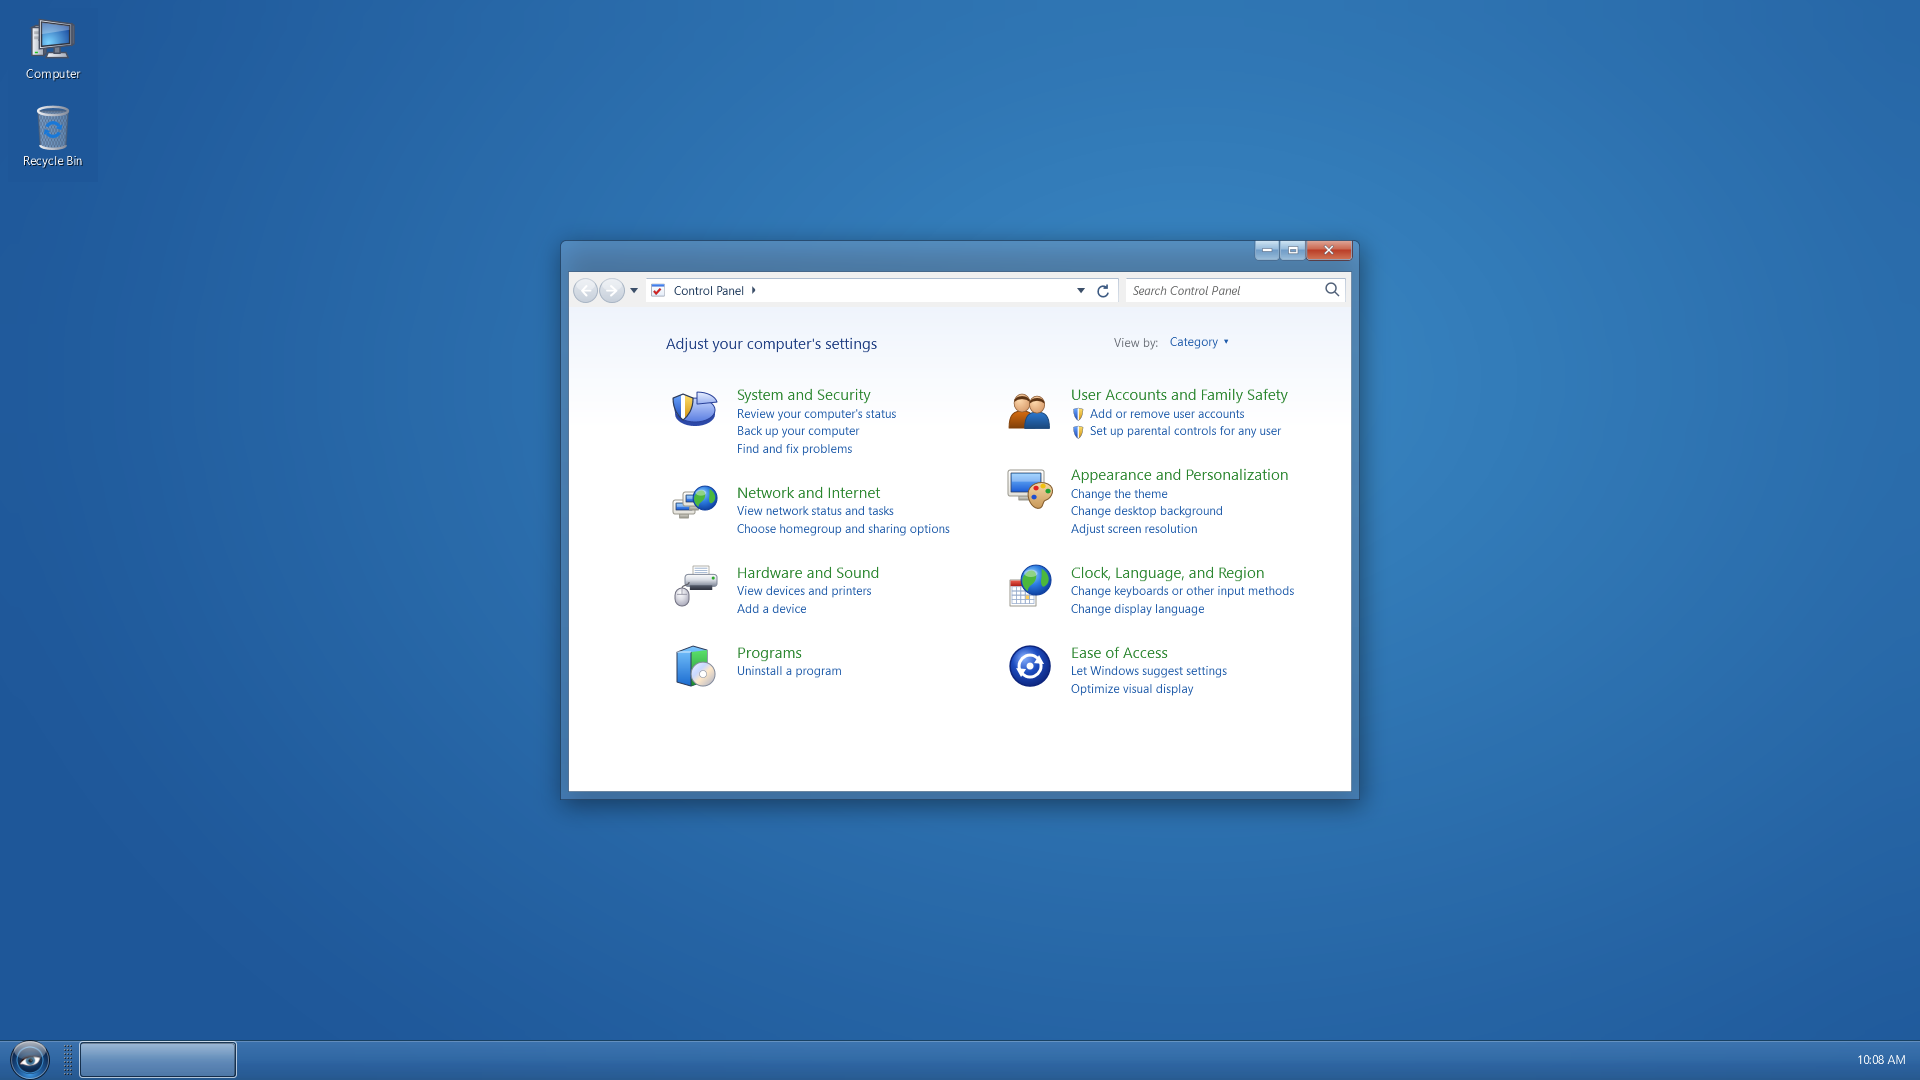 Computer
Recycle Bin
Control Panel
Search Control Panel
Adjust your computer's settings
View by: Category
System and Security
Review your computer's status
Back up your computer
Find and fix problems
Network and Internet
View network status and tasks
Choose homegroup and sharing options
Hardware and Sound
View devices and printers
Add a device
Programs
Uninstall a program
User Accounts and Family Safety
Add or remove user accounts
Set up parental controls for any user
Appearance and Personalization
Change the theme
Change desktop background
Adjust screen resolution
Clock, Language, and Region
Change keyboards or other input methods
Change display language
Ease of Access
Let Windows suggest settings
Optimize visual display
10:08 AM